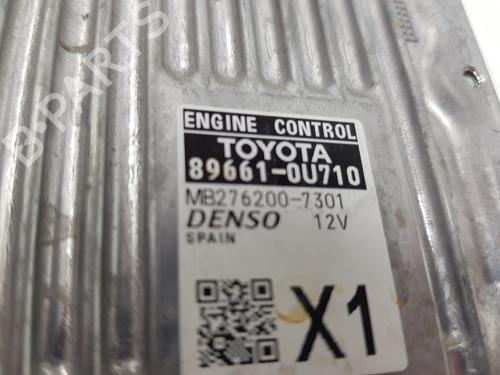 B-PARTS
ENGINE CONTROL
TOYOTA
89661-0U710
MB276200-7301
DENSO 12V
SPAIN
X1